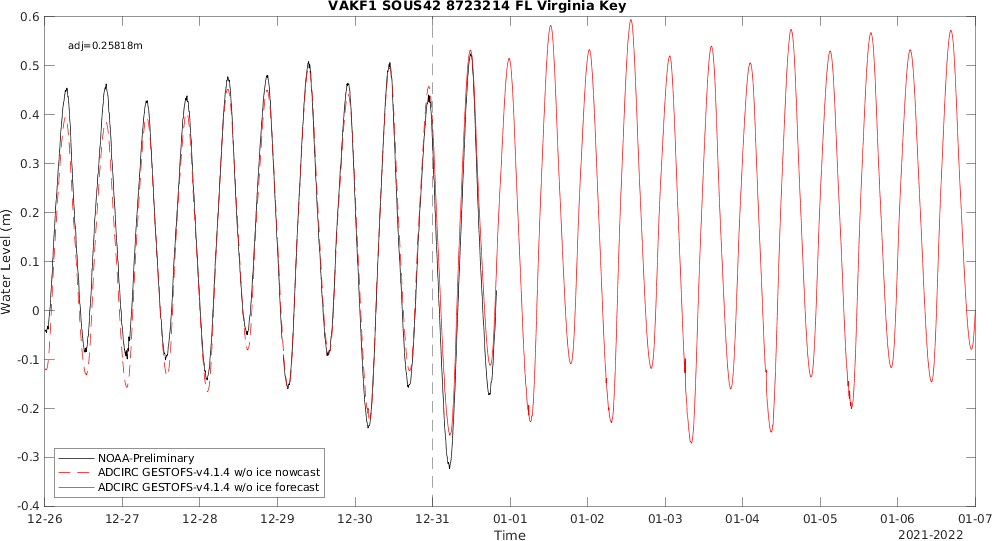 VAKF1 SOUS42 8723214 FL Virginia Key
adj=0.25818m
0.6
0.5
0.4
0.3
0.2
0.1
0
-0.1
-0.2
-0.3
-0.4
Water Level (m)
NOAA-Preliminary
ADCIRC GESTOFS-v4.1.4 w/o ice nowcast
ADCIRC GESTOFS-v4.1.4 w/o ice forecast
12-26 12-27 12-28 12-29 12-30 12-31 01-01 01-02 01-03 01-04 01-05 01-06 01-07
Time
2021-2022